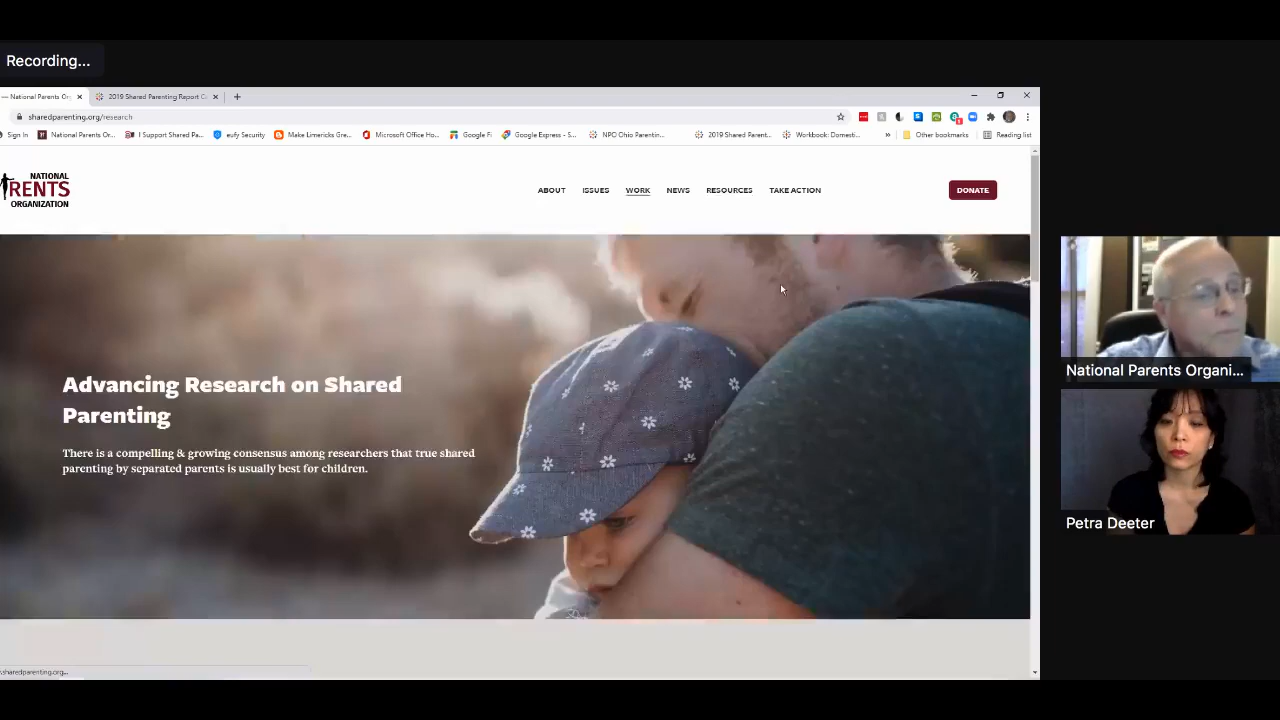 Recording...
— National Parents Or
2019 Shared Parenting Report C
sharedparenting.org/research
Sign In
National Parents Or...
I Support Shared Pa...
eufy Security
Make Limericks Gre...
Microsoft Office Ho...
Google Fi
Google Express - S...
NPO Ohio Parentin...
2019 Shared Parent...
Workbook: Domesti...
»
Other bookmarks
Reading list
NATIONAL
RENTS
ORGANIZATION
ABOUT
ISSUES
WORK
NEWS
RESOURCES
TAKE ACTION
DONATE
Advancing Research on Shared
Parenting
There is a compelling & growing consensus among researchers that true shared
parenting by separated parents is usually best for children.
National Parents Organi...
Petra Deeter
.sharedparenting.org...